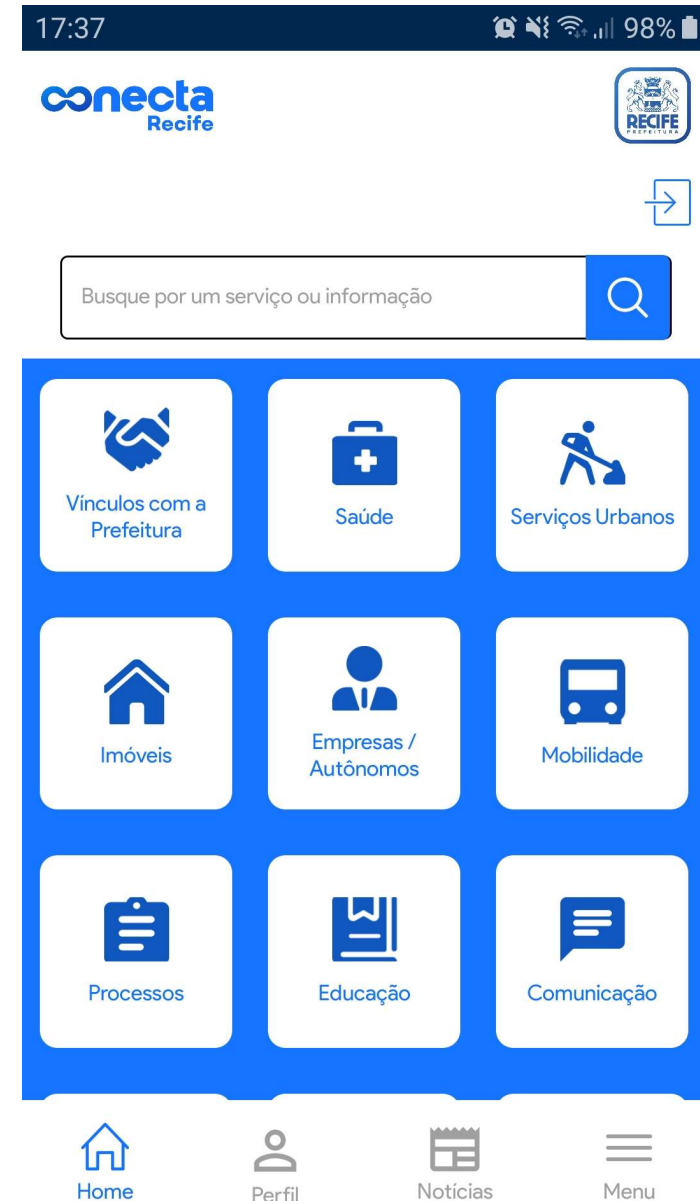 17:37
98%
conecta
Recife
RECIFE
PREFEITURA
Busque por um serviço ou informação
Vínculos com a
Prefeitura
Saúde
Serviços Urbanos
Imóveis
Empresas /
Autônomos
Mobilidade
Processos
Educação
Comunicação
Home
Perfil
Notícias
Menu